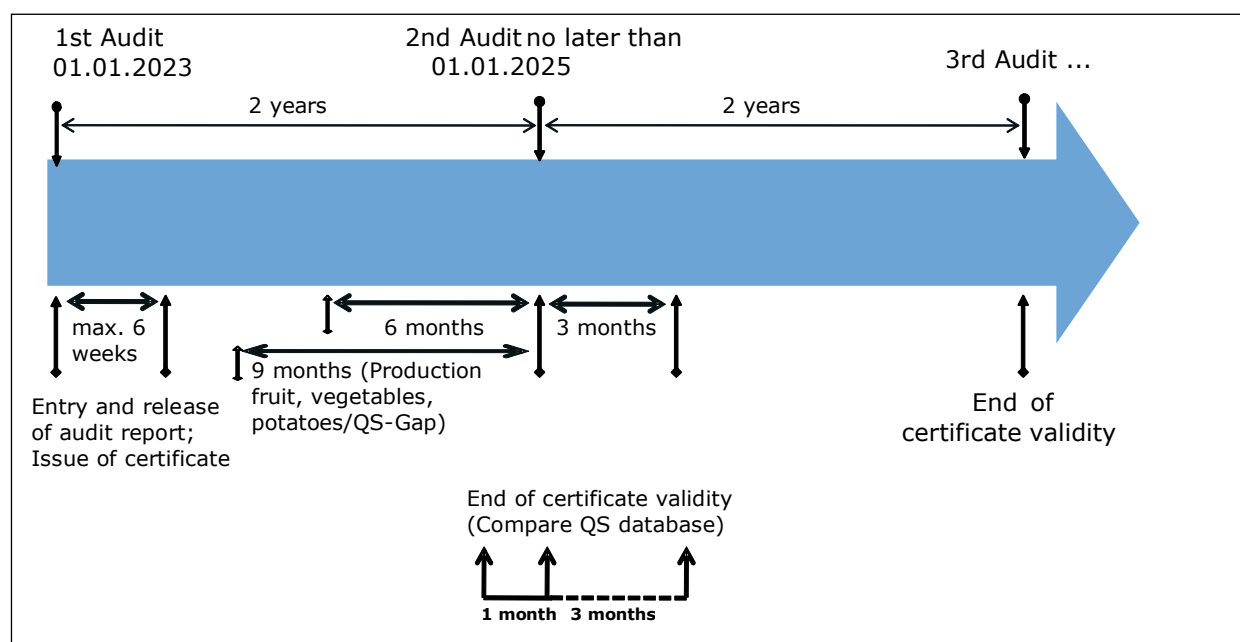 1st Audit
01.01.2023
2nd Audit no later than
01.01.2025
3rd Audit ...
2 years
2 years
max. 6
weeks
6 months
3 months
9 months (Production
fruit, vegetables,
potatoes/QS-Gap)
Entry and release
of audit report;
Issue of certificate
End of
certificate validity
End of certificate validity
(Compare QS database)
1 month
3 months